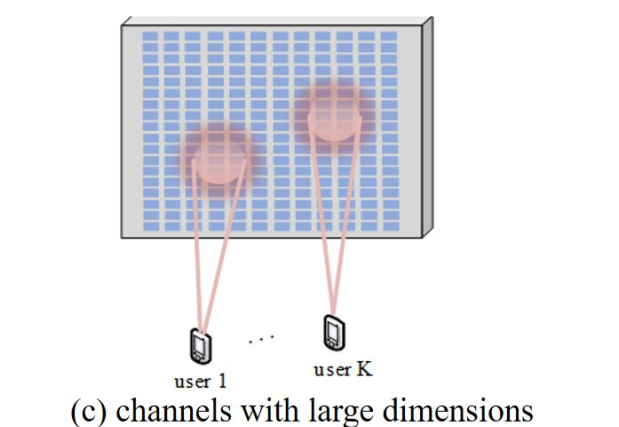 . . .
user 1
user K
(c) channels with large dimensions